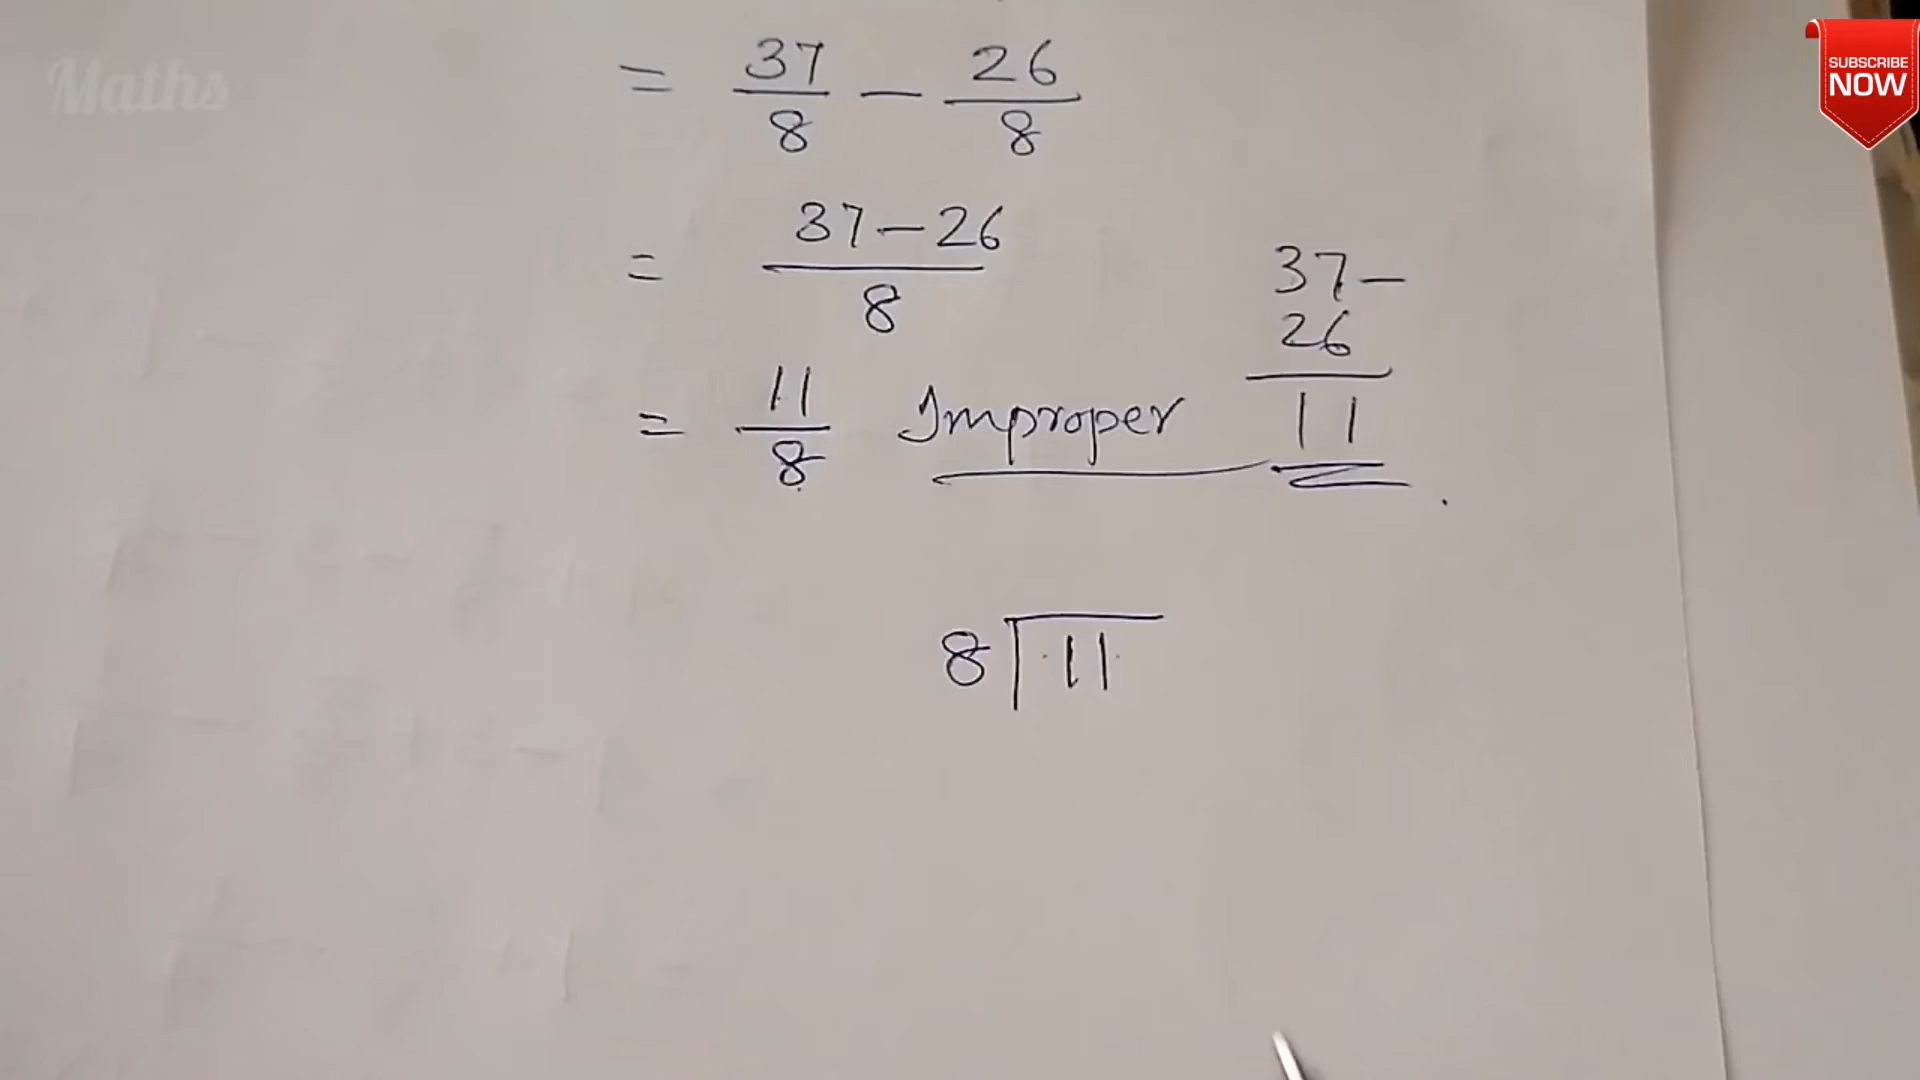 Maths
SUBSCRIBE
NOW
= 37/8 - 26/8
= 37-26/8
37-
26
11
= 11/8 Improper
8 11